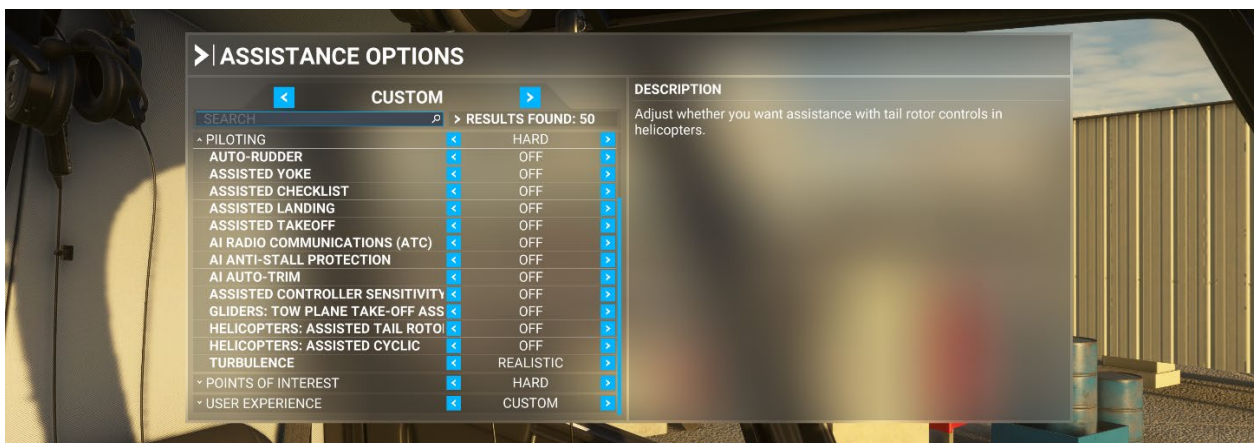 ASSISTANCE OPTIONS
CUSTOM
SEARCH > RESULTS FOUND: 50
PILOTING HARD
AUTO-RUDDER OFF
ASSISTED YOKE OFF
ASSISTED CHECKLIST OFF
ASSISTED LANDING OFF
ASSISTED TAKEOFF OFF
AI RADIO COMMUNICATIONS (ATC) OFF
AI ANTI-STALL PROTECTION OFF
AI AUTO-TRIM OFF
ASSISTED CONTROLLER SENSITIVITY OFF
GLIDERS: TOW PLANE TAKE-OFF ASS OFF
HELICOPTERS: ASSISTED TAIL ROTO OFF
HELICOPTERS: ASSISTED CYCLIC OFF
TURBULENCE REALISTIC
POINTS OF INTEREST HARD
USER EXPERIENCE CUSTOM
DESCRIPTION
Adjust whether you want assistance with tail rotor controls in
helicopters.